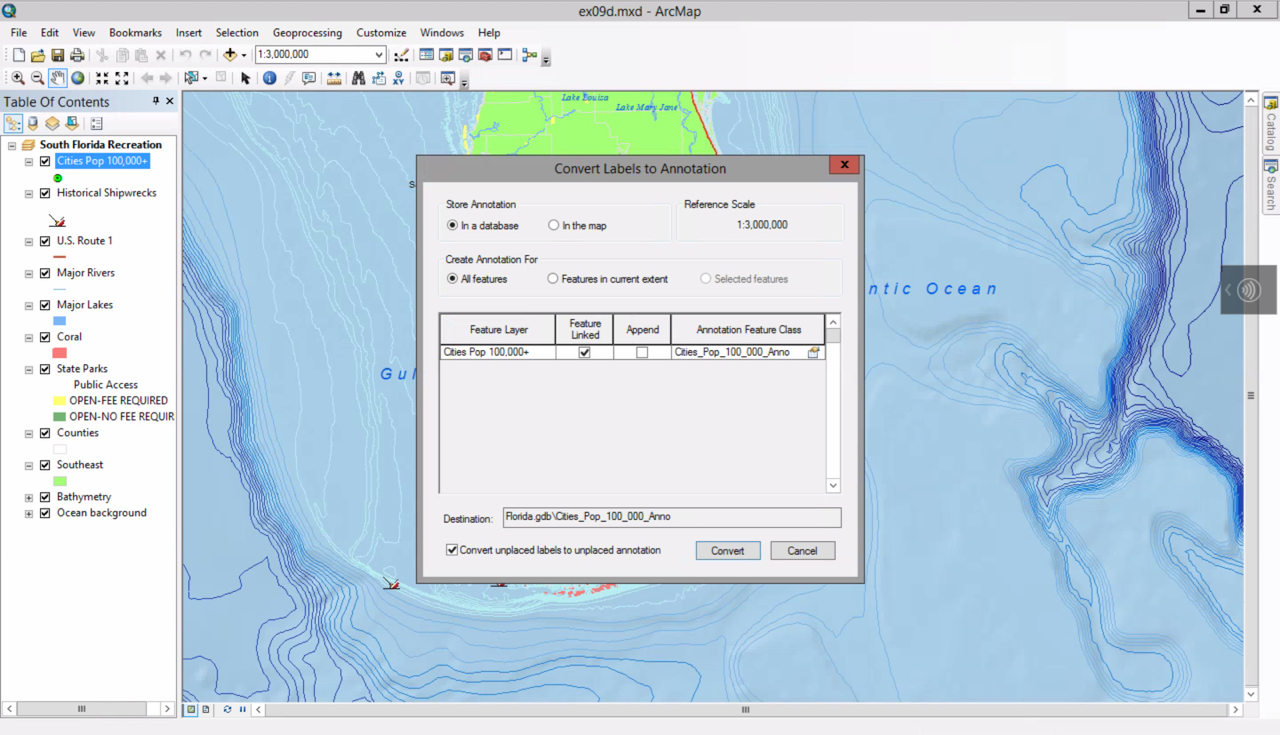 ex09d.mxd - ArcMap
File Edit View Bookmarks Insert Selection Geoprocessing Customize Windows Help
1:3,000,000
Table Of Contents
South Florida Recreation
Cities Pop 100,000+
Historical Shipwrecks
U.S. Route 1
Major Rivers
Major Lakes
Coral
State Parks
Public Access
OPEN-FEE REQUIRED
OPEN-NO FEE REQUIR
Counties
Southeast
Bathymetry
Ocean background
Lake Louisa
Lake Mary Jane
S
Gul
ntic Ocean
Convert Labels to Annotation
Store Annotation
In a database In the map
Reference Scale
1:3,000,000
Create Annotation For
All features Features in current extent Selected features
Feature Layer Feature Linked Append Annotation Feature Class
Cities Pop 100,000+ Cities_Pop_100_000_Anno
Destination: Florida.gdb\Cities_Pop_100_000_Anno
Convert unplaced labels to unplaced annotation
Convert Cancel
Catalog
Search